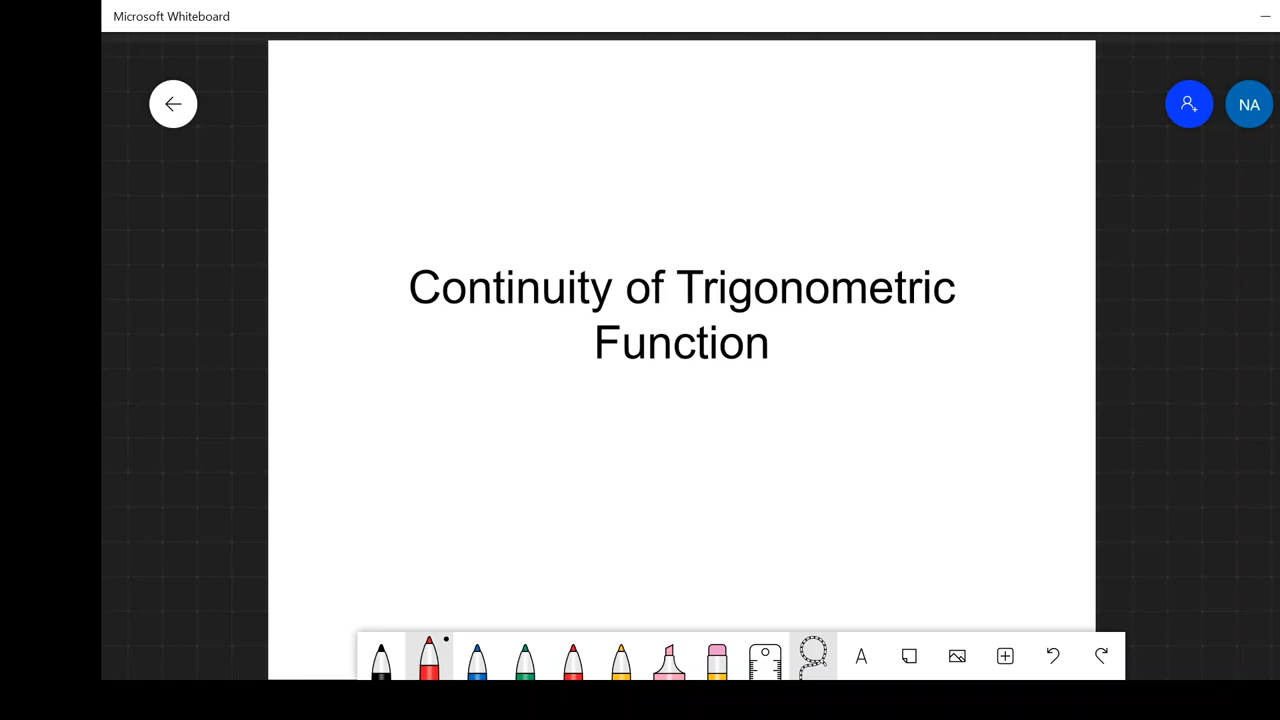 Microsoft Whiteboard
NA
Continuity of Trigonometric
Function
A